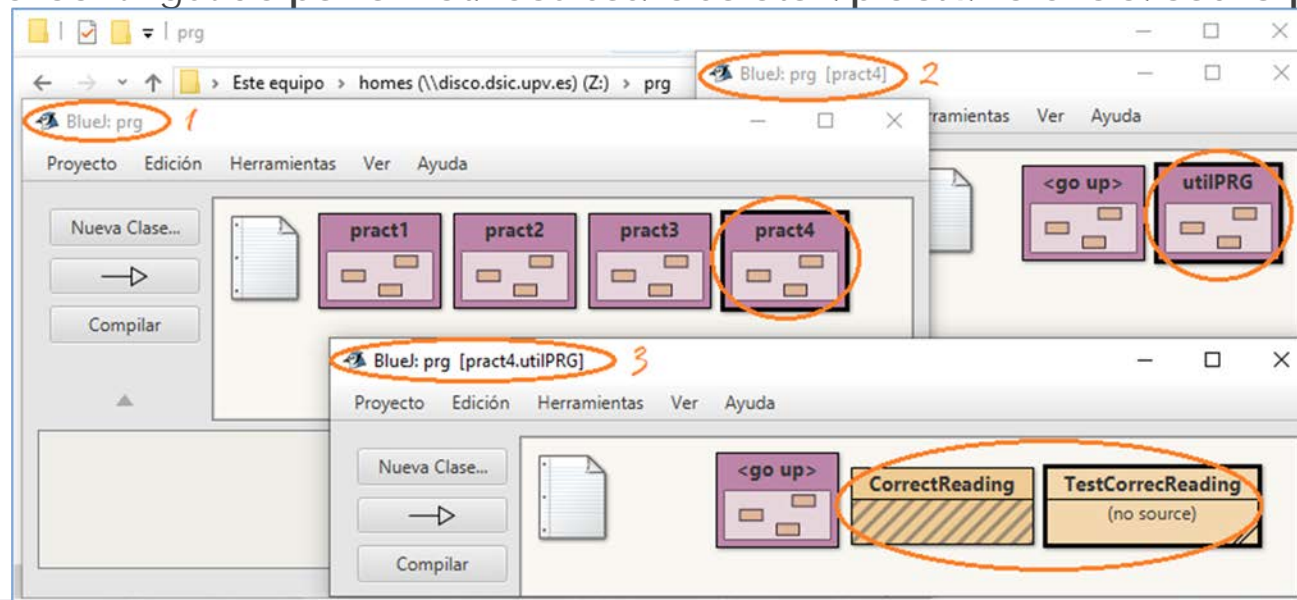 prg
Este equipo > homes (\\disco.dsic.upv.es) (Z:) > prg
BlueJ: prg [pract4]
2
BlueJ: prg
1
ramientas Ver Ayuda
Proyecto Edición Herramientas Ver Ayuda
<go up> utilPRG
Nueva Clase...
pract1 pract2 pract3 pract4
Compilar
BlueJ: prg [pract4.utilPRG]
3
Proyecto Edición Herramientas Ver Ayuda
Nueva Clase...
<go up> CorrectReading TestCorrecReading
(no source)
Compilar